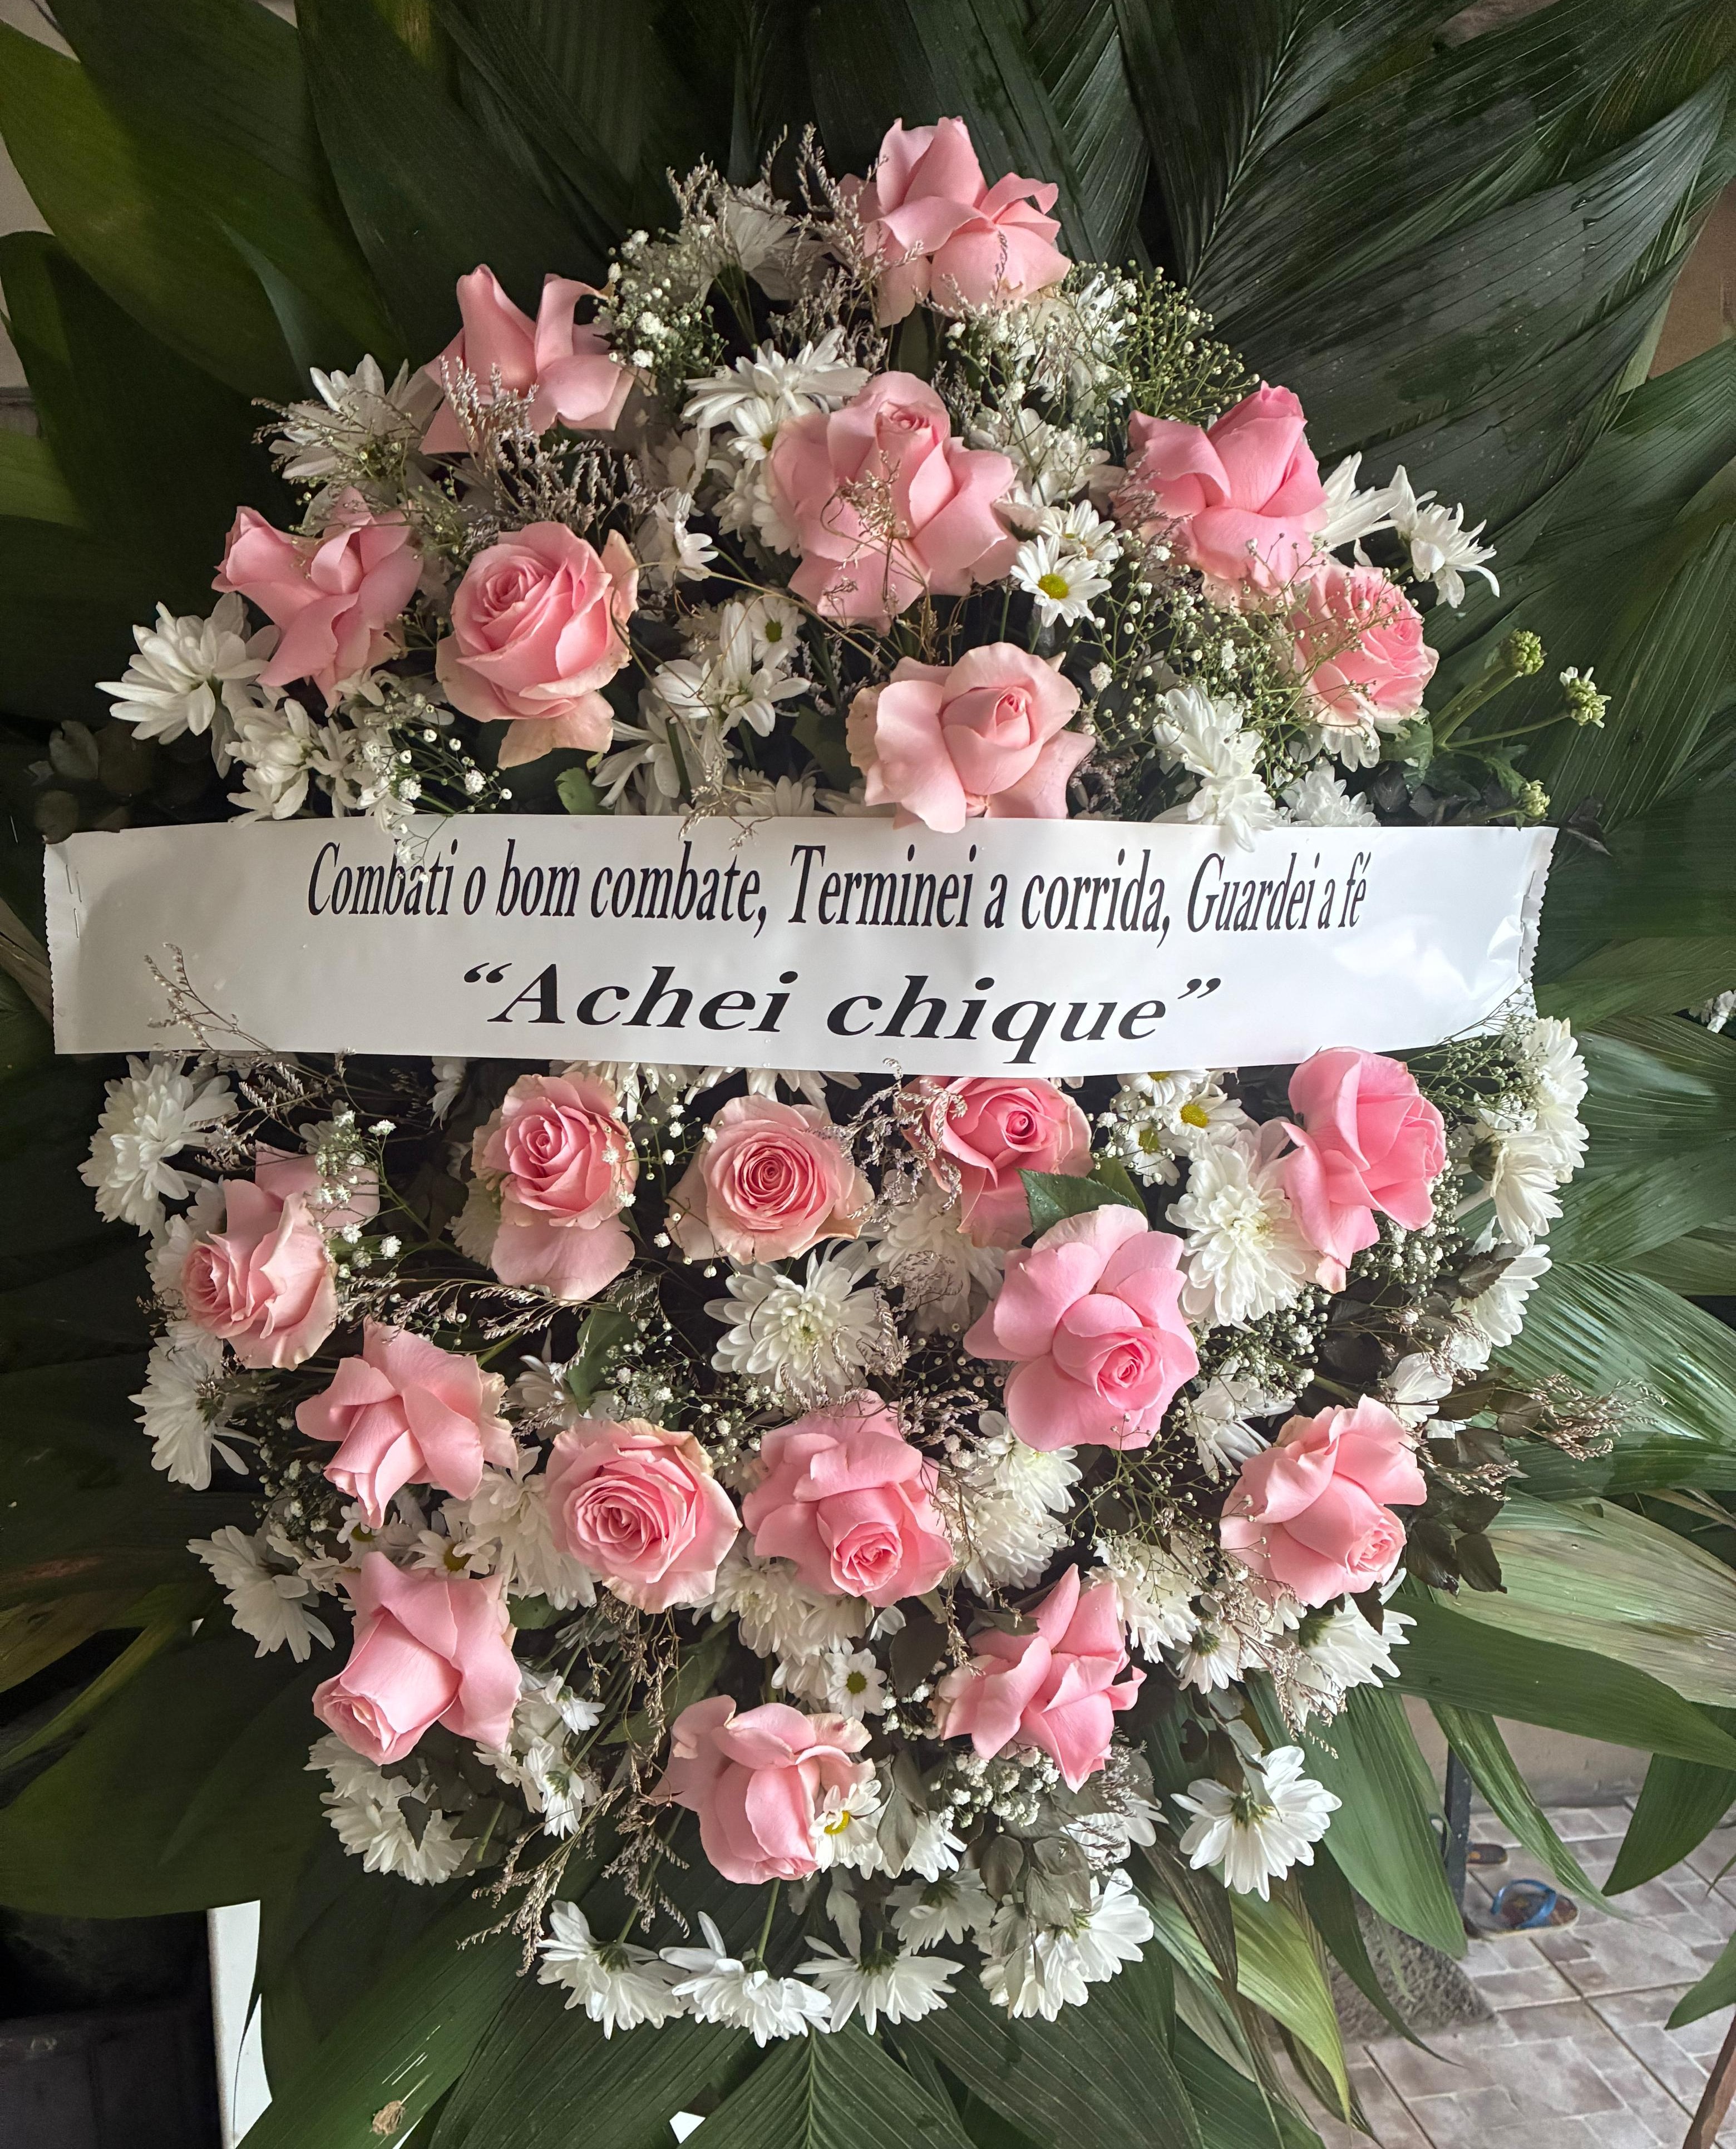 Combati o bom combate, Terminei a corrida, Guardei a fé
“Achei chique”